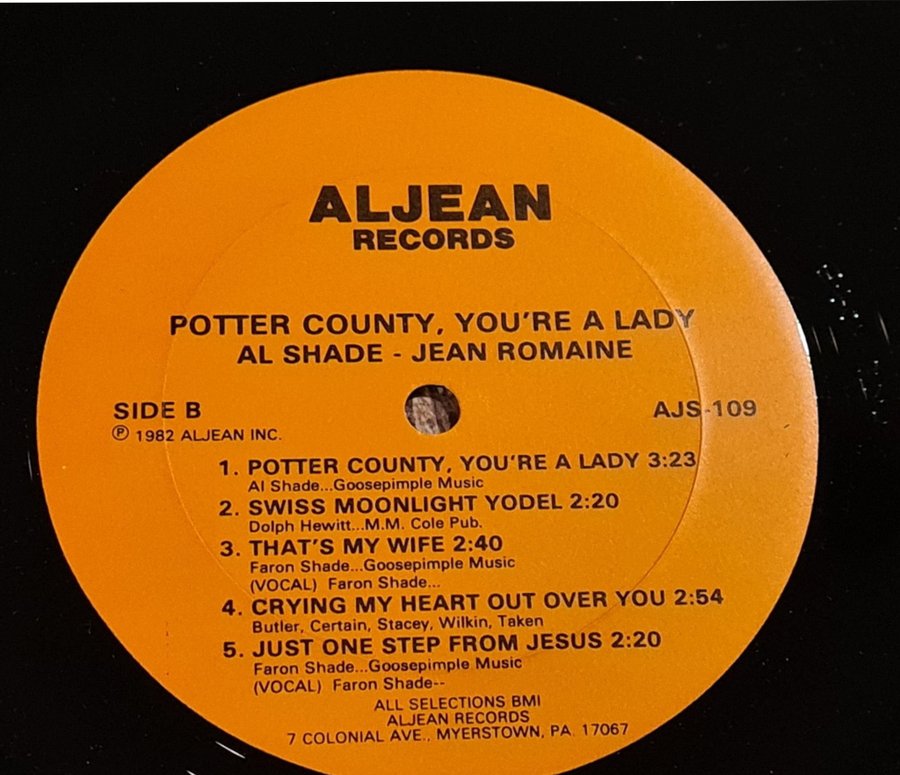 ALJEAN
RECORDS
POTTER COUNTY, YOU'RE A LADY
AL SHADE - JEAN ROMAINE
SIDE B
AJS-109
℗ 1982 ALJEAN INC.
1. POTTER COUNTY, YOU'RE A LADY 3:23
Al Shade...Goosepimple Music
2. SWISS MOONLIGHT YODEL 2:20
Dolph Hewitt...M.M. Cole Pub.
3. THAT'S MY WIFE 2:40
Faron Shade...Goosepimple Music
(VOCAL) Faron Shade...
4. CRYING MY HEART OUT OVER YOU 2:54
Butler, Certain, Stacey, Wilkin, Taken
5. JUST ONE STEP FROM JESUS 2:20
Faron Shade...Goosepimple Music
(VOCAL) Faron Shade--
ALL SELECTIONS BMI
ALJEAN RECORDS
7 COLONIAL AVE., MYERSTOWN, PA. 17067